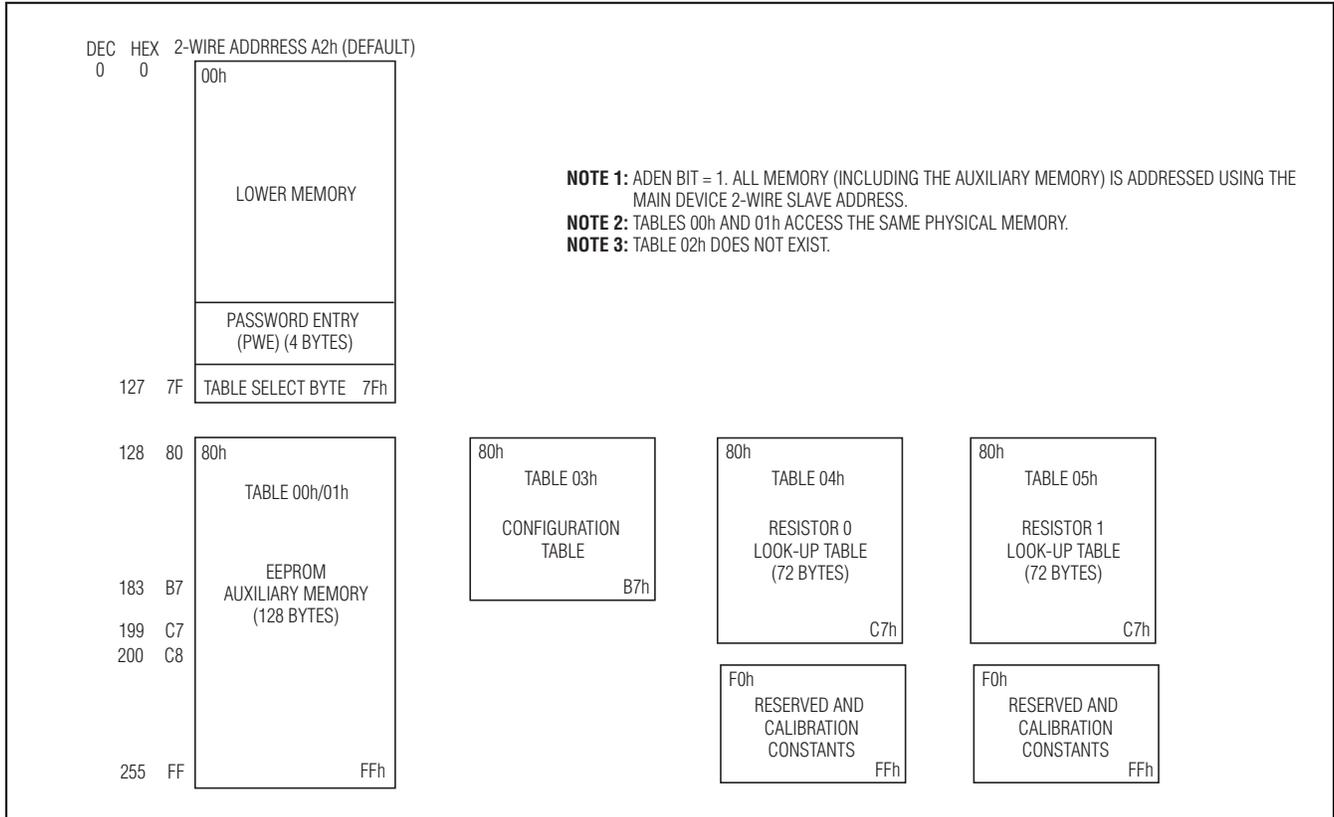 DEC HEX 2-WIRE ADDRRESS A2h (DEFAULT)
0 0
00h
LOWER MEMORY
PASSWORD ENTRY
(PWE) (4 BYTES)
127 7F TABLE SELECT BYTE 7Fh
NOTE 1: ADEN BIT = 1. ALL MEMORY (INCLUDING THE AUXILIARY MEMORY) IS ADDRESSED USING THE
MAIN DEVICE 2-WIRE SLAVE ADDRESS.
NOTE 2: TABLES 00h AND 01h ACCESS THE SAME PHYSICAL MEMORY.
NOTE 3: TABLE 02h DOES NOT EXIST.
128 80 80h
TABLE 00h/01h
EEPROM
AUXILIARY MEMORY
(128 BYTES)
183 B7
199 C7
200 C8
255 FF FFh
80h
TABLE 03h
CONFIGURATION
TABLE
B7h
80h
TABLE 04h
RESISTOR 0
LOOK-UP TABLE
(72 BYTES)
C7h
F0h
RESERVED AND
CALIBRATION
CONSTANTS
FFh
80h
TABLE 05h
RESISTOR 1
LOOK-UP TABLE
(72 BYTES)
C7h
F0h
RESERVED AND
CALIBRATION
CONSTANTS
FFh